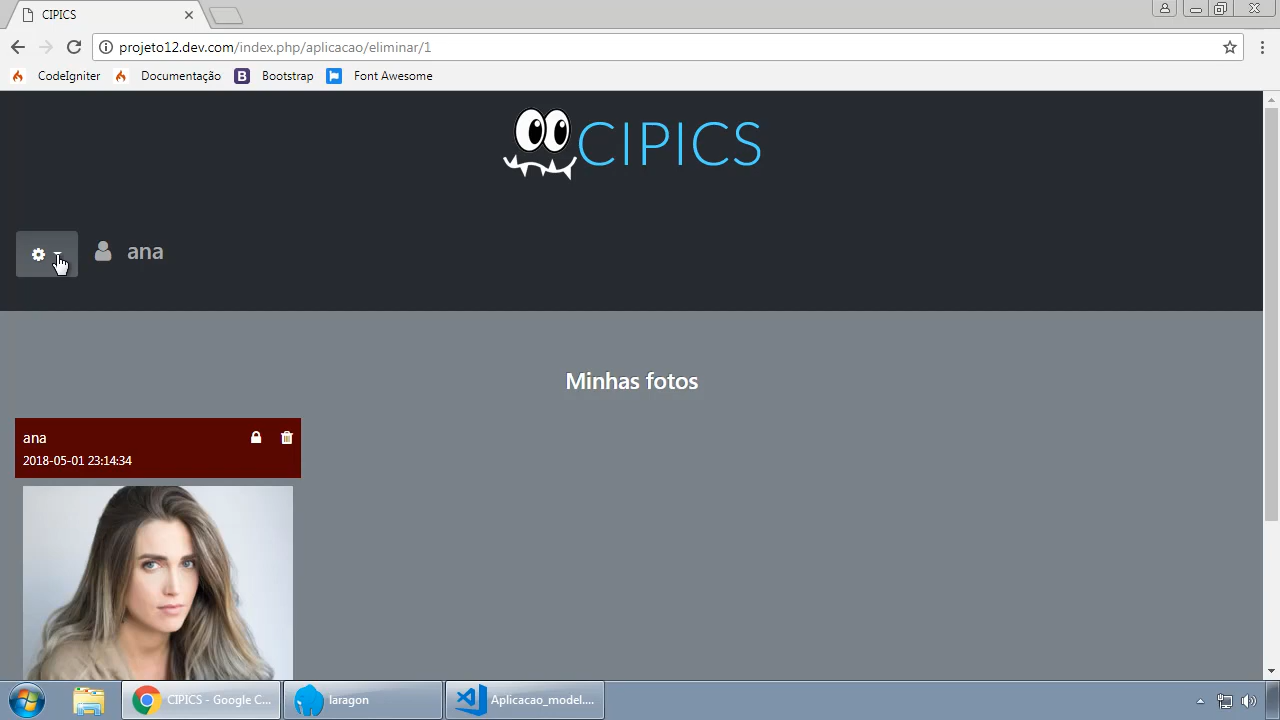 CIPICS
projeto12.dev.com/index.php/aplicacao/eliminar/1
CodeIgniter Documentação B Bootstrap Font Awesome
CIPICS
ana
Minhas fotos
ana
2018-05-01 23:14:34
CIPICS - Google C... laragon Aplicacao_model....